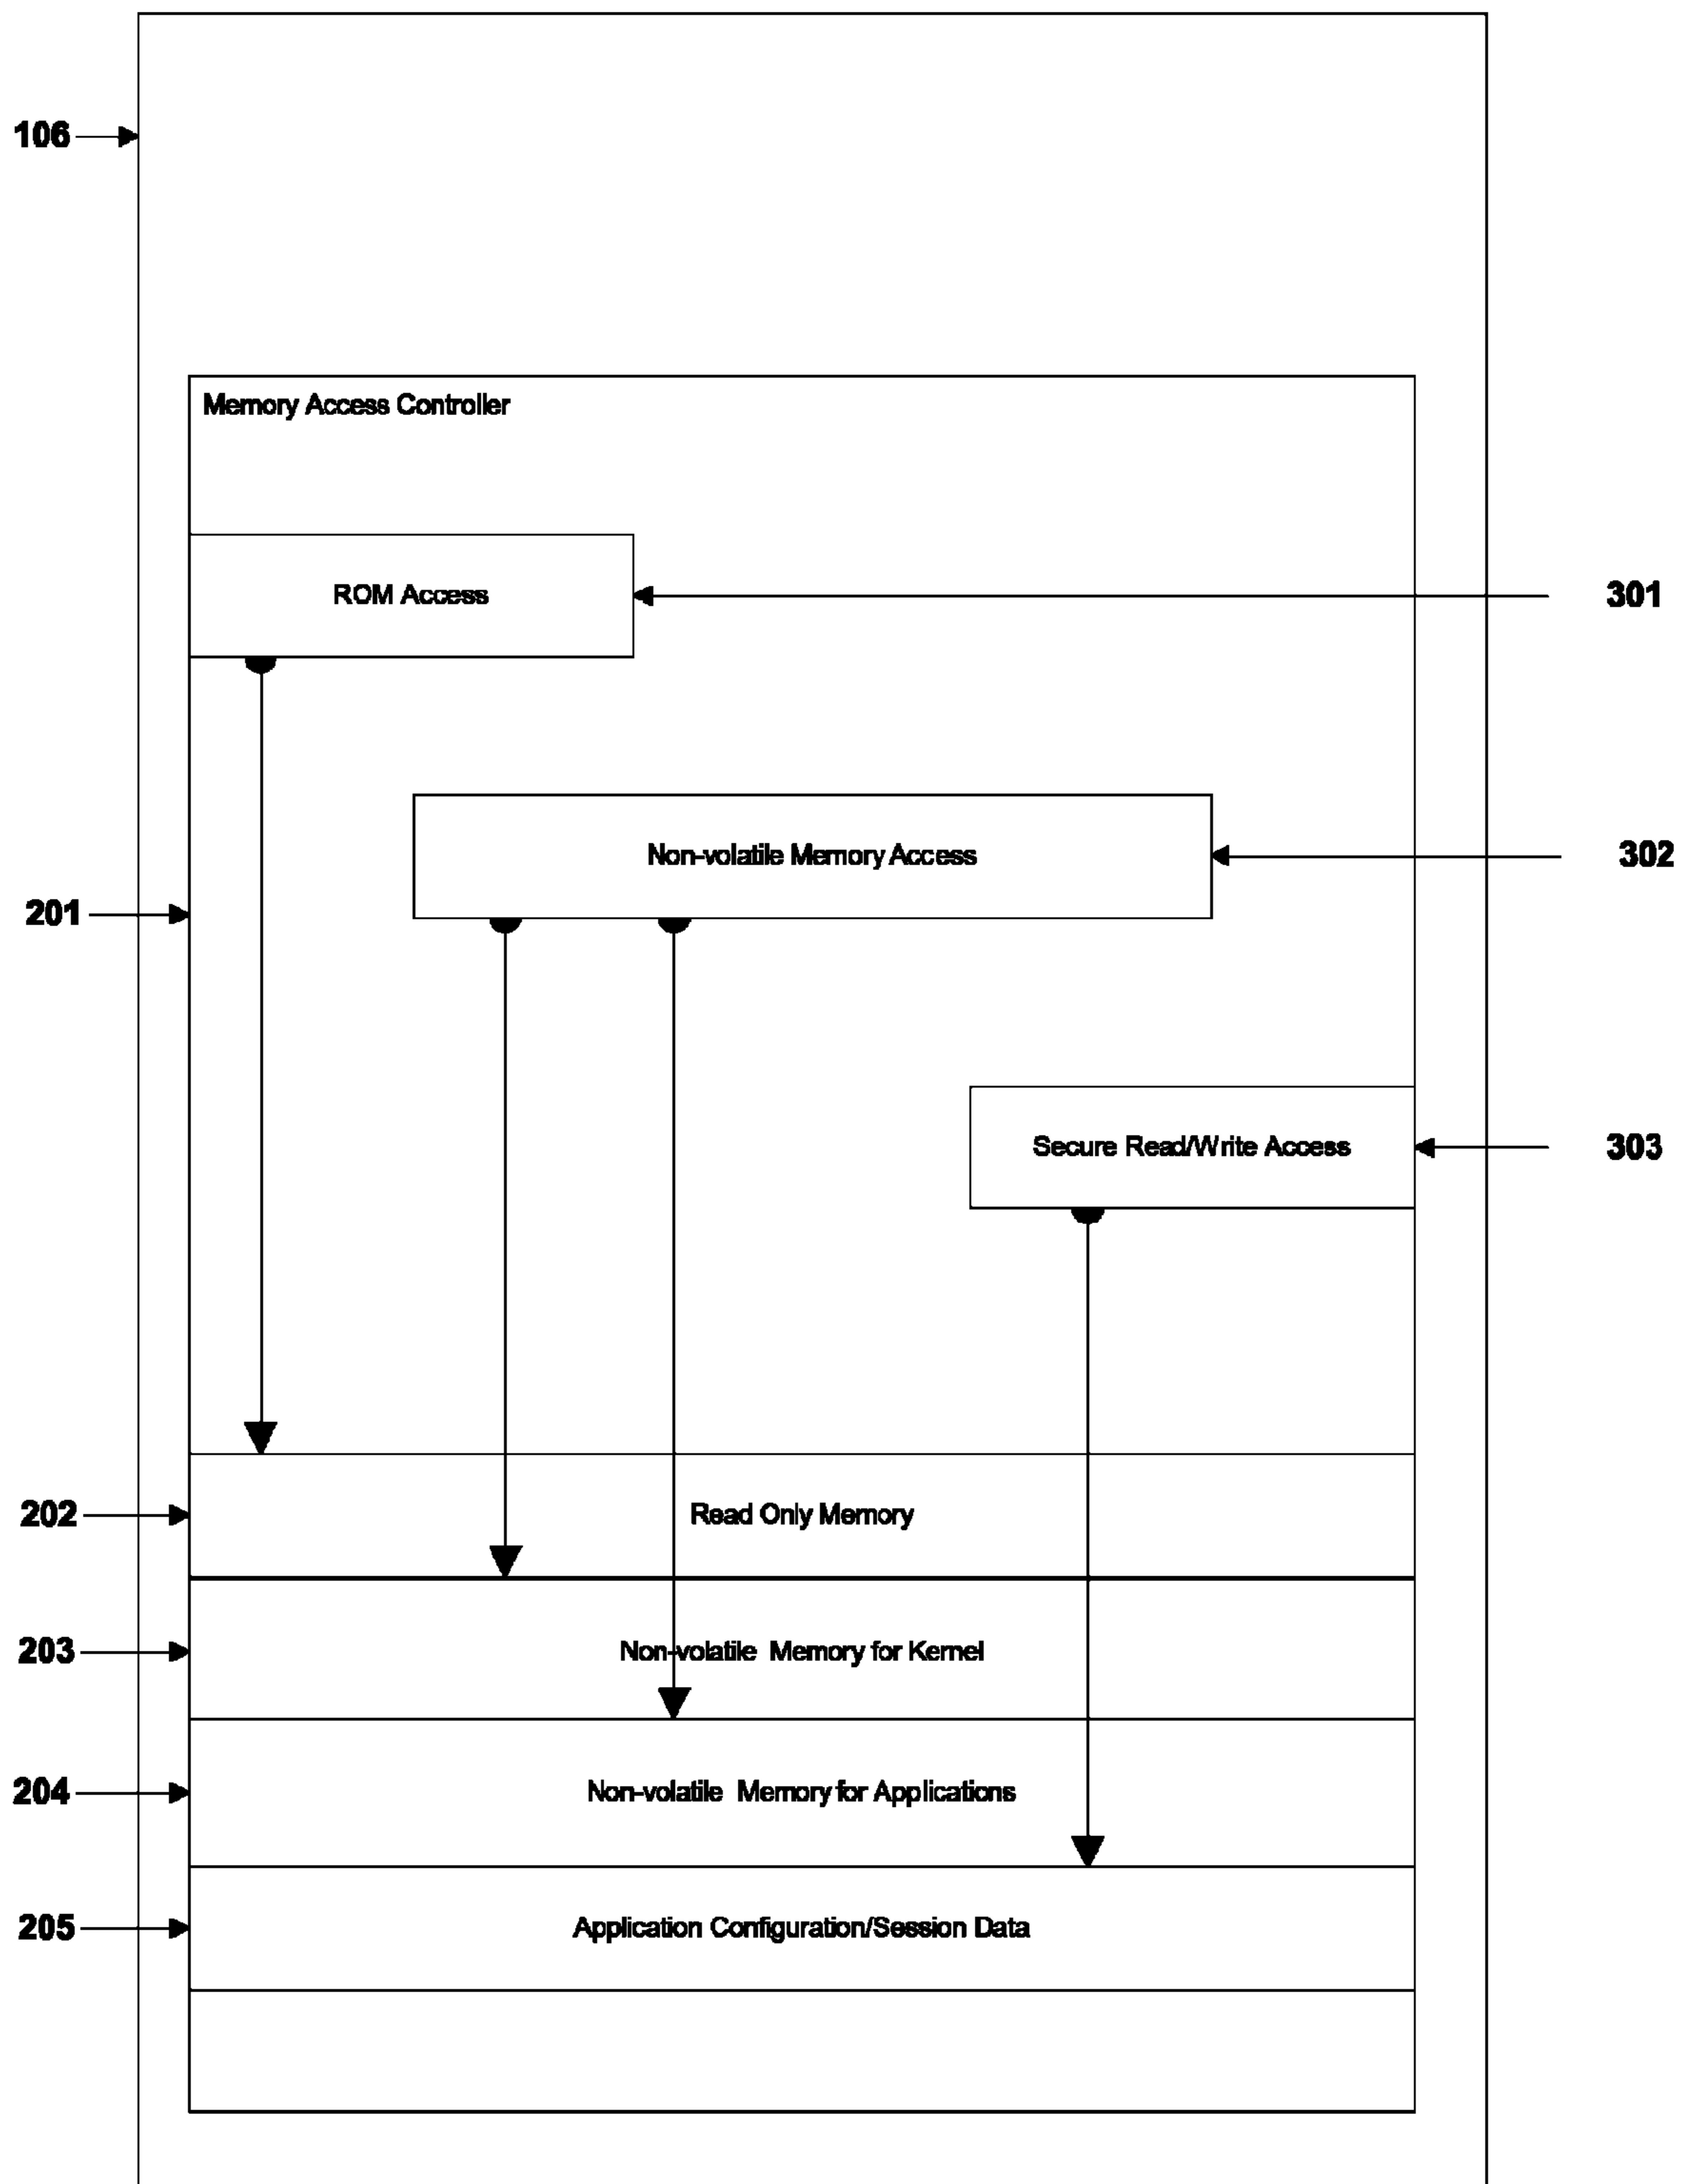 106
Memory Access Controller
ROM Access
301
Non-volatile Memory Access
302
201
Secure Read/Write Access
303
202
Read Only Memory
203
Non-volatile Memory for Kernel
204
Non-volatile Memory for Applications
205
Application Configuration/Session Data